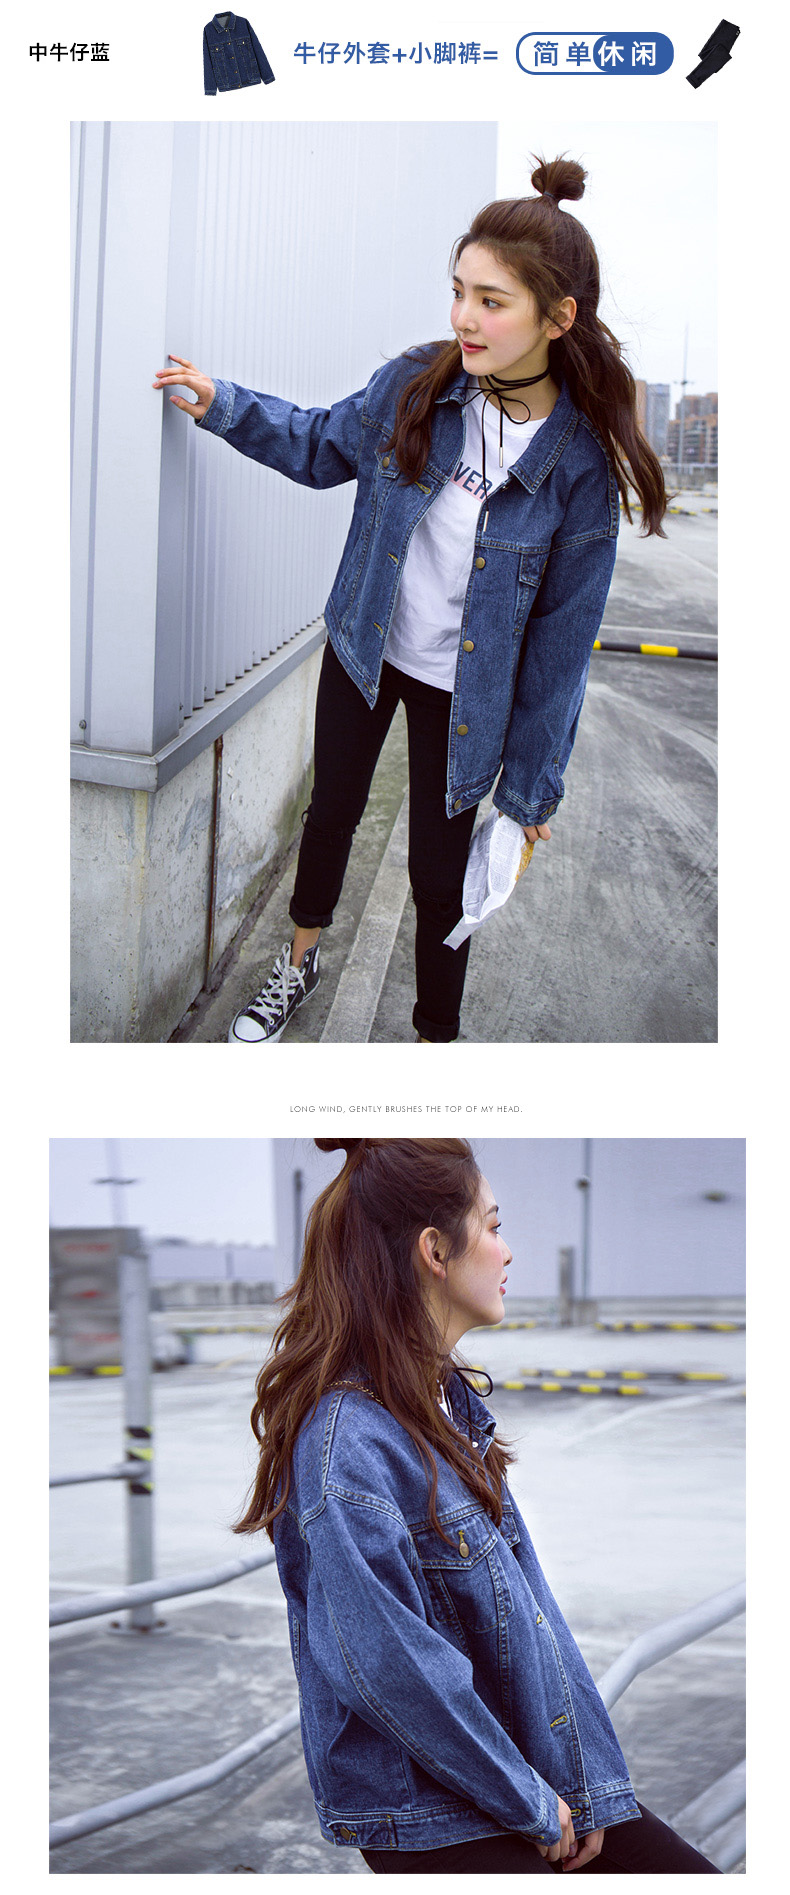 中牛仔蓝
牛仔外套+小脚裤=
简单休闲
VER
LONG WIND, GENTLY BRUSHES THE TOP OF MY HEAD.